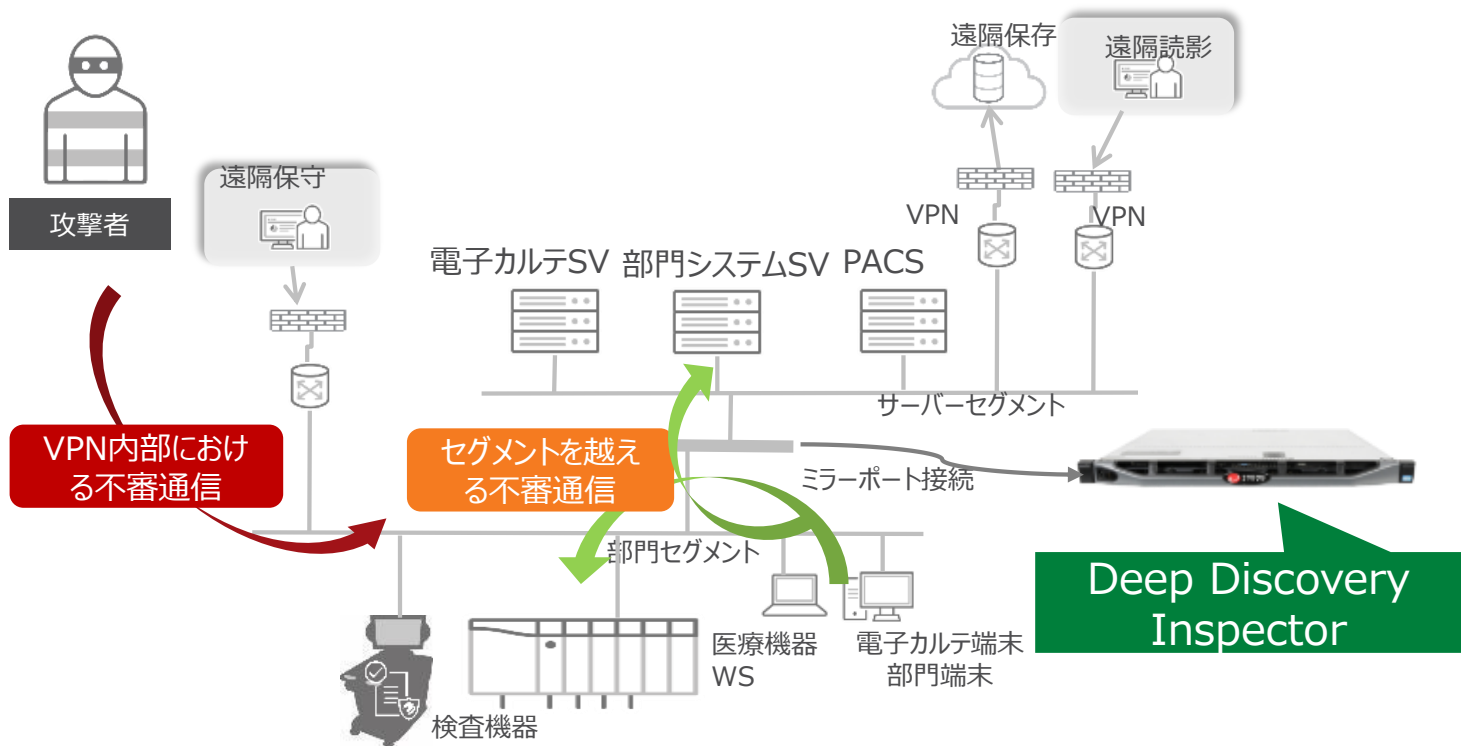 遠隔保存
遠隔読影
遠隔保守
攻撃者
VPN
VPN
電子カルテSV
部門システムSV
PACS
サーバーセグメント
VPN内部におけ
る不審通信
セグメントを越え
る不審通信
ミラーポート接続
部門セグメント
Deep Discovery
Inspector
医療機器
WS
電子カルテ端末
部門端末
検査機器